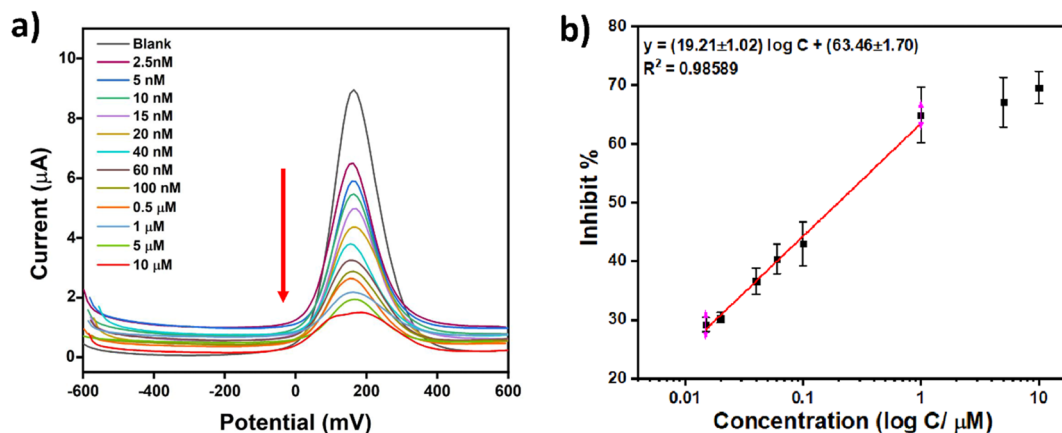 a)
10
8
6
4
2
0
Current (μA)
Blank
2.5nM
5 nM
10 nM
15 nM
20 nM
40 nM
60 nM
100 nM
0.5 μM
1 μM
5 μM
10 μM
-600 -400 -200 0 200 400 600
Potential (mV)
b)
80
70
60
50
40
30
20
Inhibit %
y = (19.21±1.02) log C + (63.46±1.70)
R² = 0.98589
0.01 0.1 1 10
Concentration (log C/ μM)